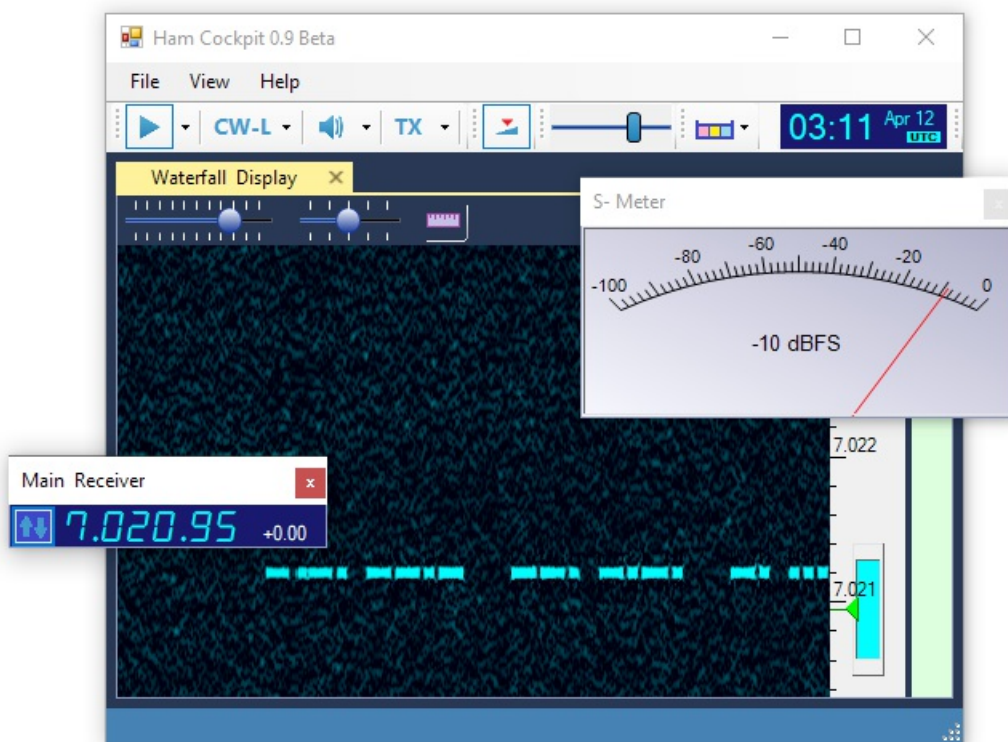 Ham Cockpit 0.9 Beta
File View Help
CW-L TX 03:11 Apr 12 UTC
Waterfall Display
S- Meter
-100 -80 -60 -40 -20 0
-10 dBFS
7.022
Main Receiver x
7.020.95 +0.00
7.021